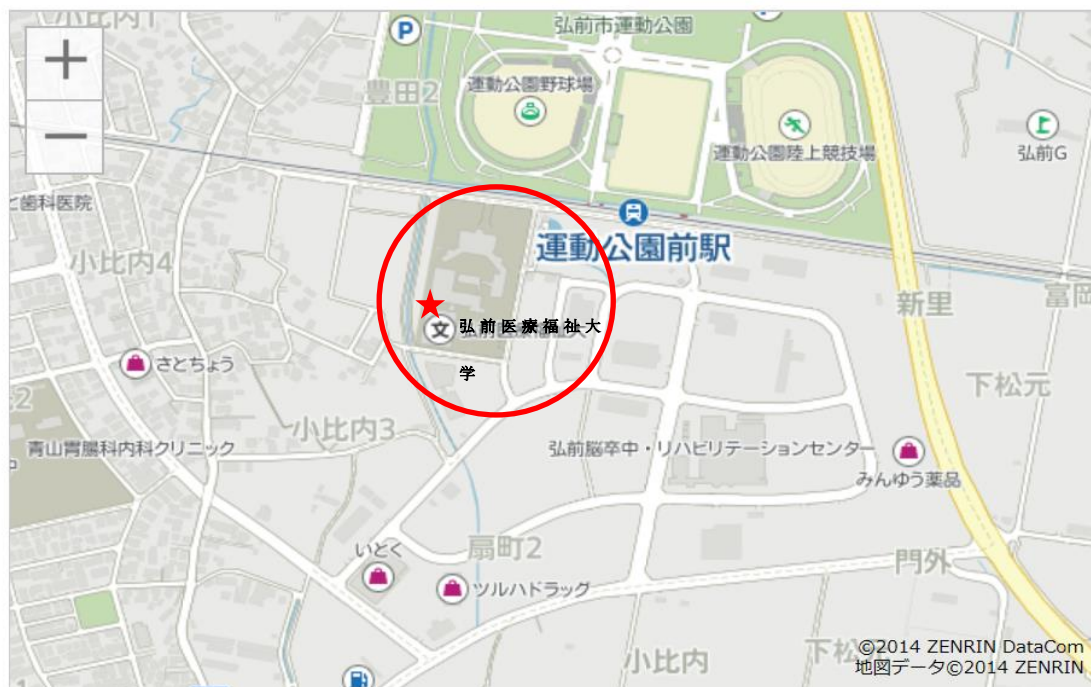 小比内1
P
弘前市運動公園
運動公園野球場
豊田2
運動公園陸上競技場
弘前G
と歯科医院
小比内4
運動公園前駅
新里
富岡
文
弘前医療福祉大
学
さとちょう
下松元
小比内3
青山胃腸科内科クリニック
弘前脳卒中・リハビリテーションセンター
みんゆう薬品
扇町2
いとく
ツルハドラッグ
門外
小比内
下松元
©2014 ZENRIN DataCom
地図データ©2014 ZENRIN